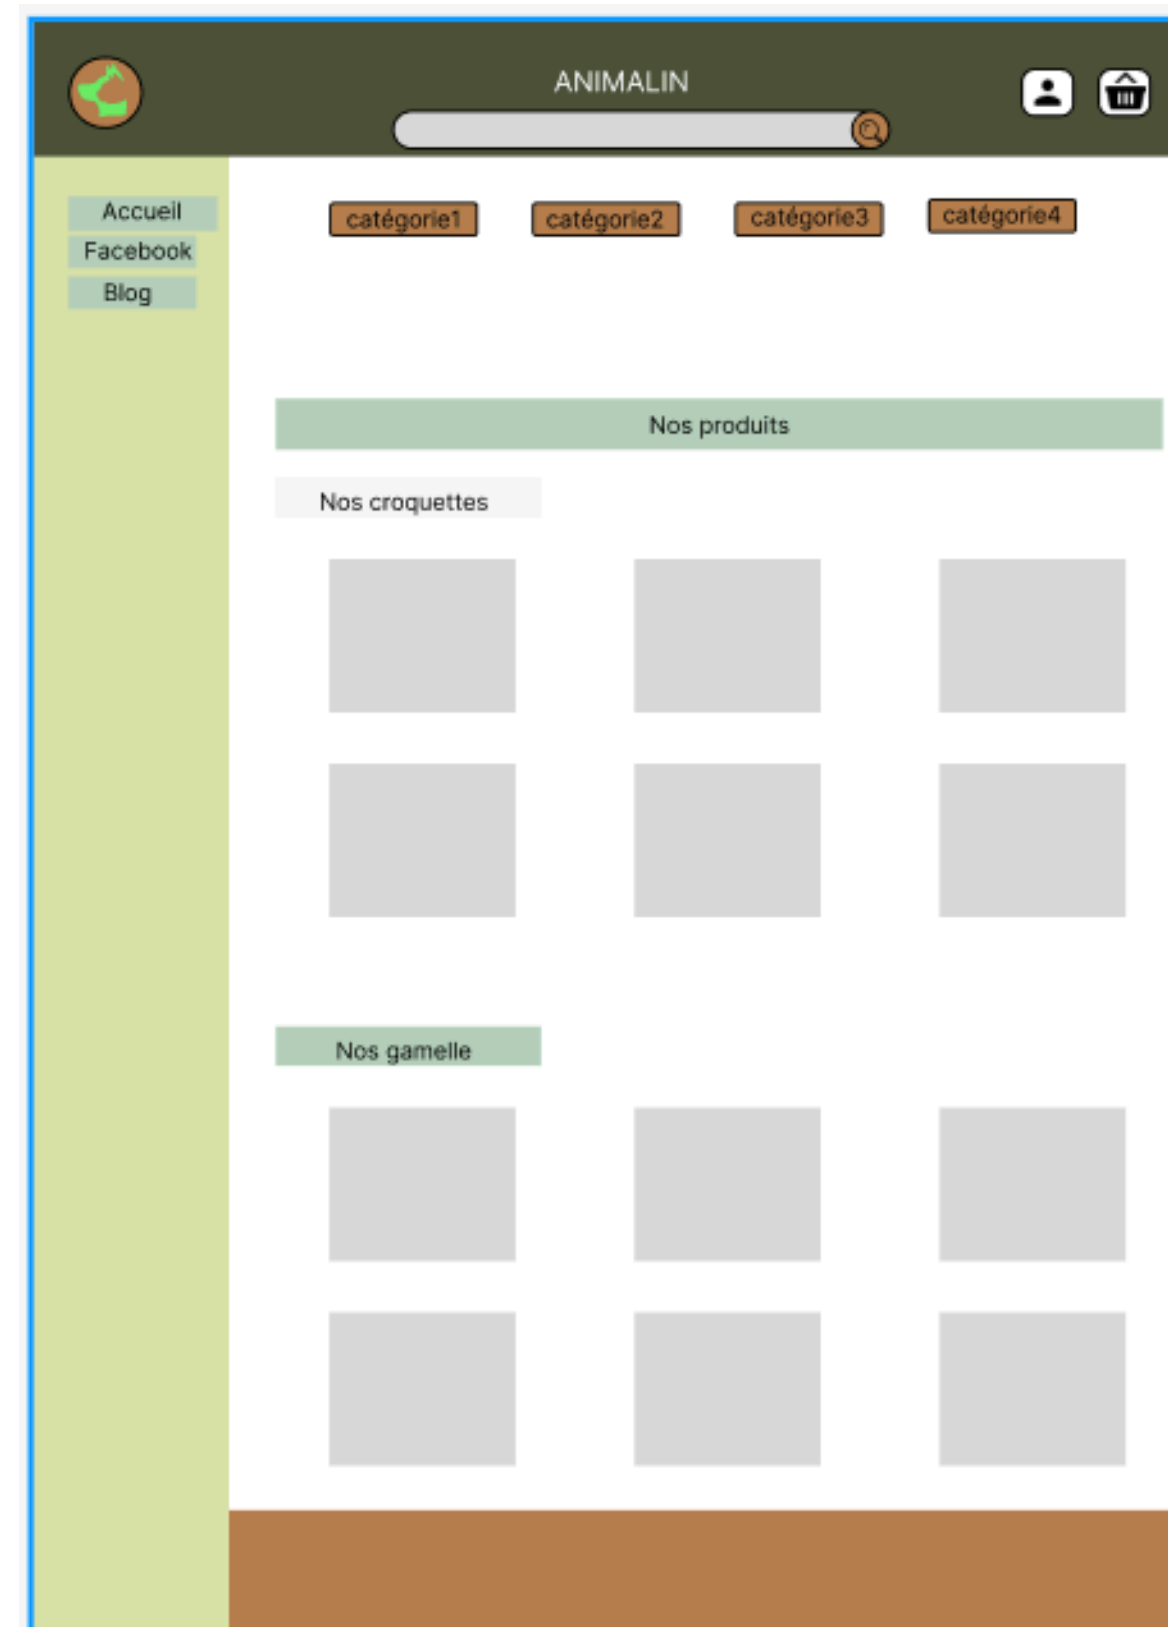 ANIMALIN
Accueil
Facebook
Blog
catégorie1
catégorie2
catégorie3
catégorie4
Nos produits
Nos croquettes
Nos gamelle